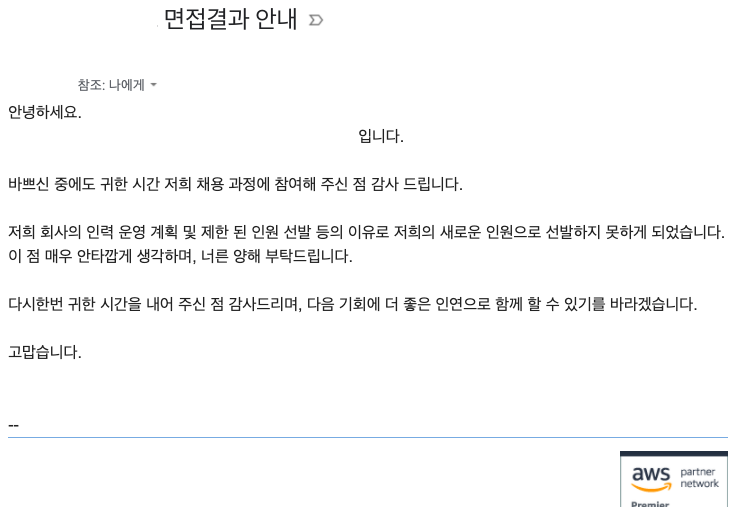 면접결과 안내
참조: 나에게
안녕하세요.
입니다.
바쁘신 중에도 귀한 시간 저희 채용 과정에 참여해 주신 점 감사 드립니다.
저희 회사의 인력 운영 계획 및 제한 된 인원 선발 등의 이유로 저희의 새로운 인원으로 선발하지 못하게 되었습니다.
이 점 매우 안타깝게 생각하며, 너른 양해 부탁드립니다.
다시한번 귀한 시간을 내어 주신 점 감사드리며, 다음 기회에 더 좋은 인연으로 함께 할 수 있기를 바라겠습니다.
고맙습니다.
--
aws partner
network
Premier